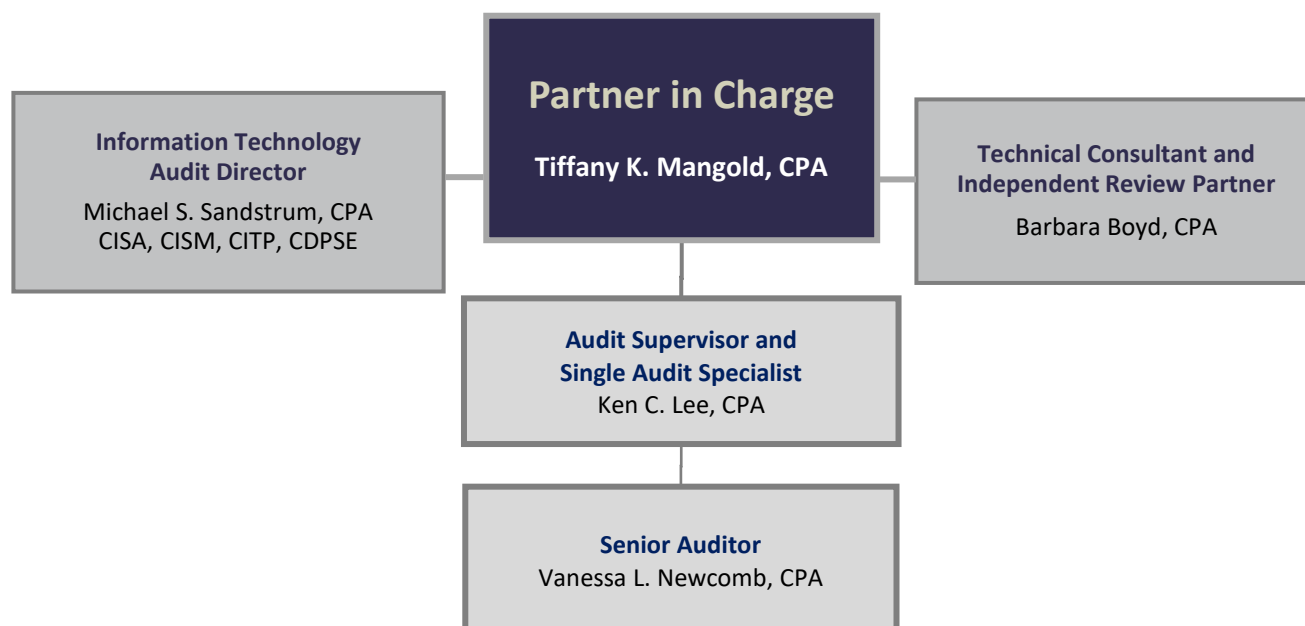 Partner in Charge
Tiffany K. Mangold, CPA
Information Technology
Audit Director
Michael S. Sandstrum, CPA
CISA, CISM, CITP, CDPSE
Technical Consultant and
Independent Review Partner
Barbara Boyd, CPA
Audit Supervisor and
Single Audit Specialist
Ken C. Lee, CPA
Senior Auditor
Vanessa L. Newcomb, CPA